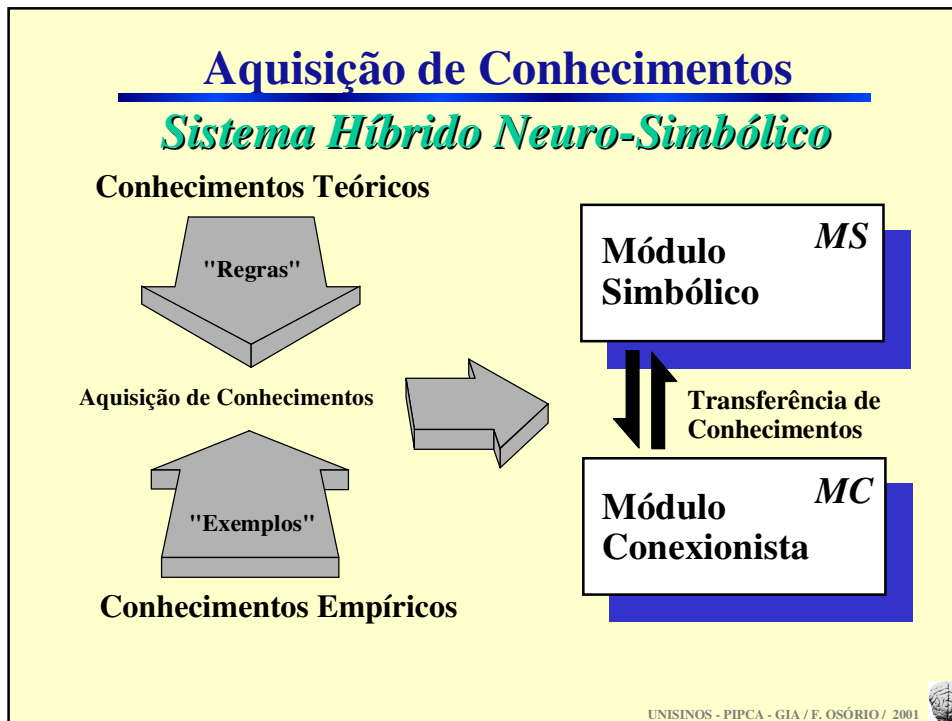 Aquisição de Conhecimentos
Sistema Híbrido Neuro-Simbólico
Conhecimentos Teóricos
"Regras"
Aquisição de Conhecimentos
"Exemplos"
Conhecimentos Empíricos
Módulo MS
Simbólico
Transferência de
Conhecimentos
Módulo MC
Conexionista
UNISINOS - PIPCA - GIA / F. OSÓRIO / 2001